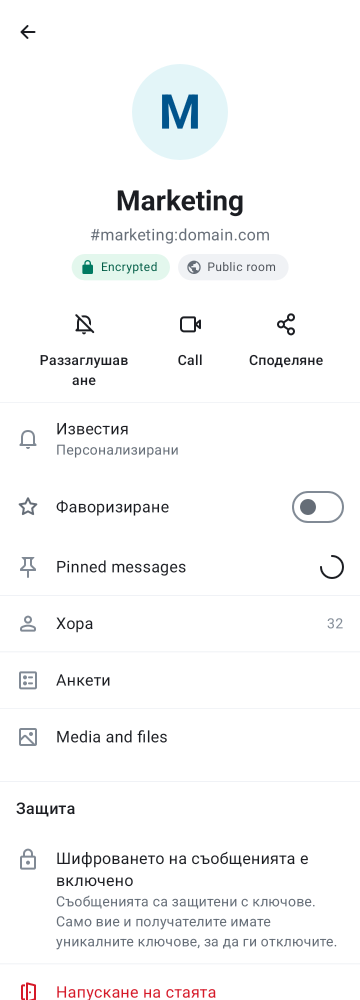 M
Marketing
#marketing:domain.com
Encrypted
Public room
Раззаглушав
ане
Call
Споделяне
Известия
Персонализирани
Фаворизиране
Pinned messages
Хора
32
Анкети
Media and files
Защита
Шифроването на съобщенията е
включено
Съобщенията са защитени с ключове.
Само вие и получателите имате
уникалните ключове, за да ги отключите.
Напускане на стаята